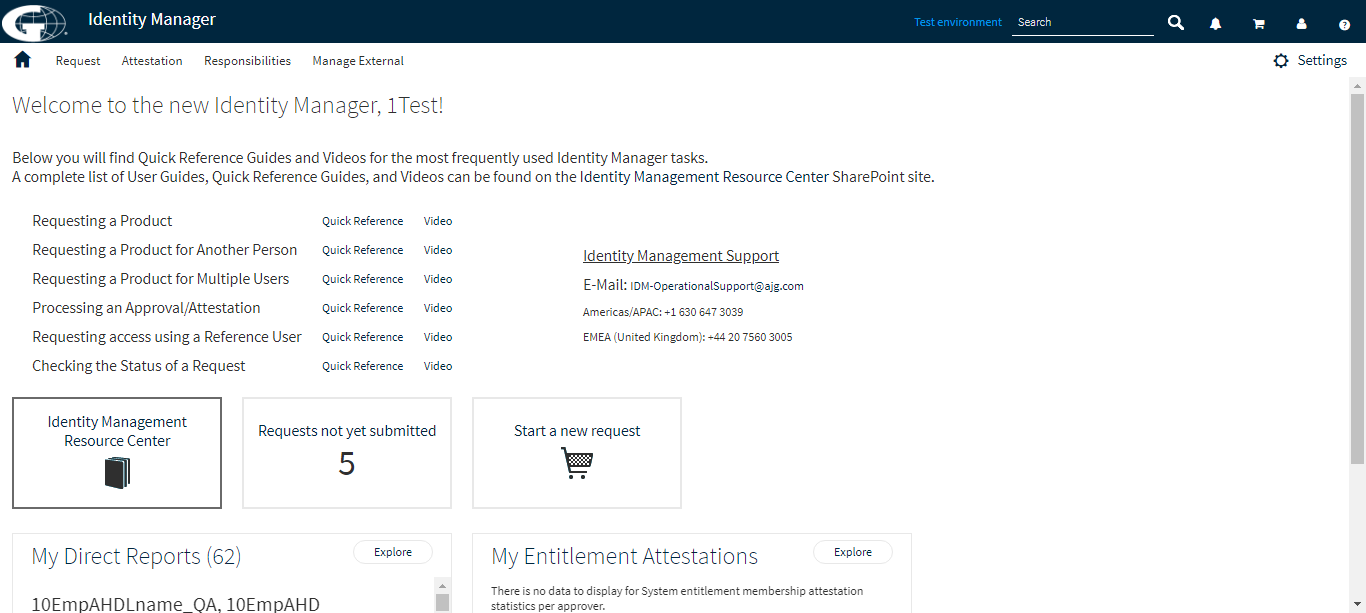 Identity Manager
Test environment
Search
Request Attestation Responsibilities Manage External
Settings
Welcome to the new Identity Manager, 1Test!
Below you will find Quick Reference Guides and Videos for the most frequently used Identity Manager tasks.
A complete list of User Guides, Quick Reference Guides, and Videos can be found on the Identity Management Resource Center SharePoint site.
Requesting a Product Quick Reference Video
Requesting a Product for Another Person Quick Reference Video
Requesting a Product for Multiple Users Quick Reference Video
Processing an Approval/Attestation Quick Reference Video
Requesting access using a Reference User Quick Reference Video
Checking the Status of a Request Quick Reference Video
Identity Management Support
E-Mail: IDM-OperationalSupport@ajg.com
Americas/APAC: +1 630 647 3039
EMEA (United Kingdom): +44 20 7560 3005
Identity Management
Resource Center
Requests not yet submitted
5
Start a new request
My Direct Reports (62)
Explore
10EmpAHDLname_QA, 10EmpAHD
My Entitlement Attestations
Explore
There is no data to display for System entitlement membership attestation
statistics per approver.